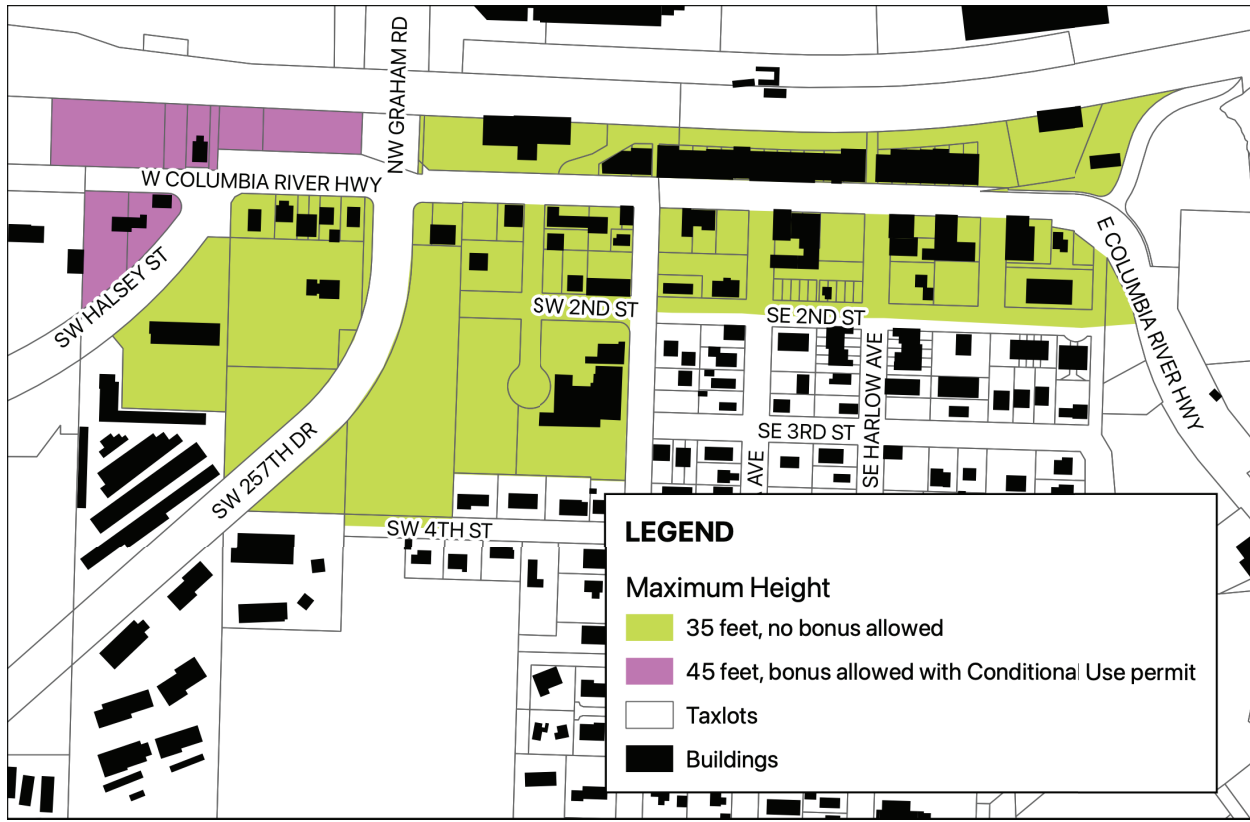 NW GRAHAM RD
W COLUMBIA RIVER HWY
SW HALSEY ST
E COLUMBIA RIVER HWY
SW 2ND ST
SE 2ND ST
SE HARLOW AVE
SE 3RD ST
SW 257TH DR
AVE
SW 4TH ST
LEGEND
Maximum Height
35 feet, no bonus allowed
45 feet, bonus allowed with Conditional Use permit
Taxlots
Buildings